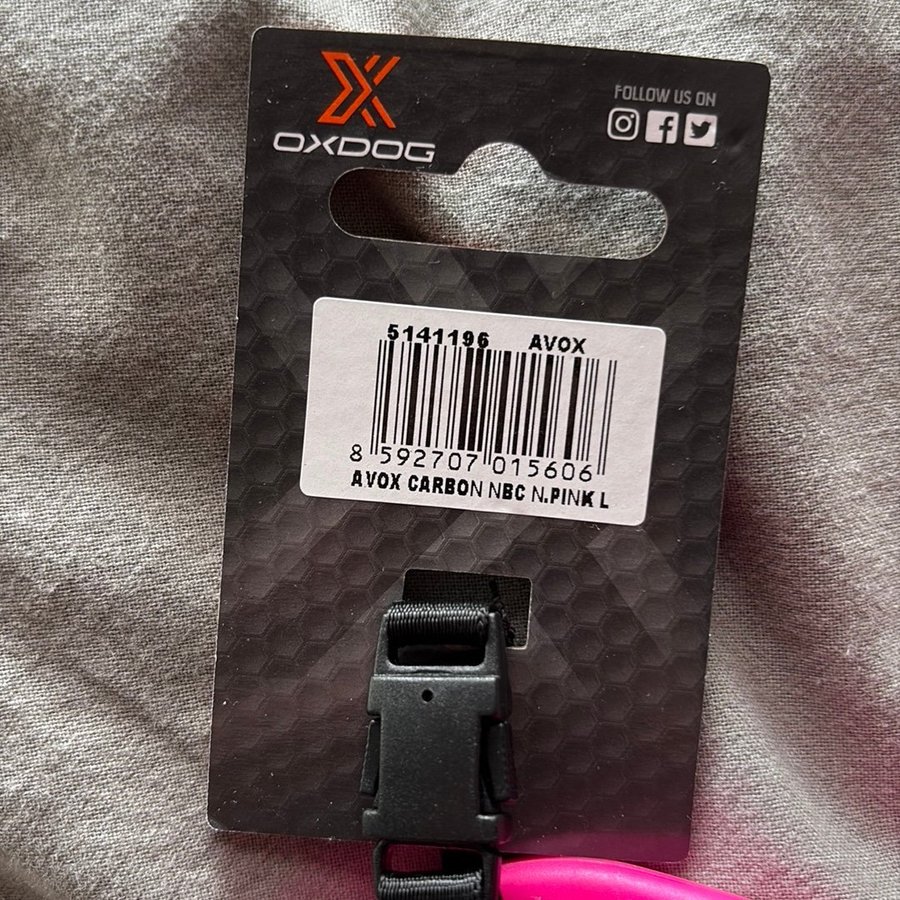 OXDOG
FOLLOW US ON
5141196 AVOX
8 592707 015606
AVOX CARBON NBC N.PINK L